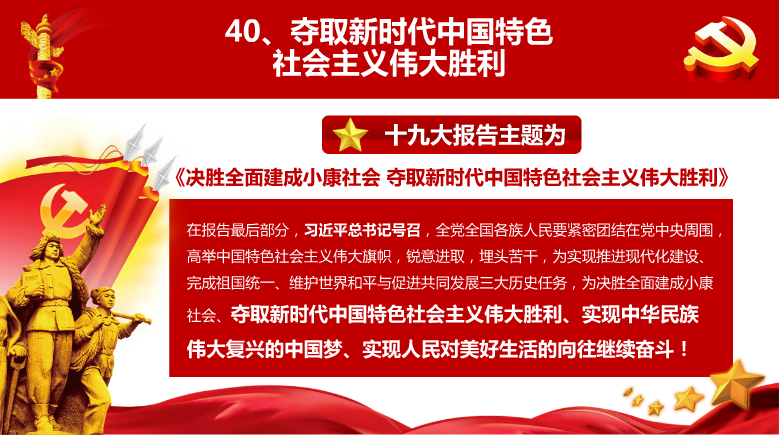 40、夺取新时代中国特色
社会主义伟大胜利
十九大报告主题为
《决胜全面建成小康社会 夺取新时代中国特色社会主义伟大胜利》
在报告最后部分，习近平总书记号召，全党全国各族人民要紧密团结在党中央周围，
高举中国特色社会主义伟大旗帜，锐意进取，埋头苦干，为实现推进现代化建设、
完成祖国统一、维护世界和平与促进共同发展三大历史任务，为决胜全面建成小康
社会、夺取新时代中国特色社会主义伟大胜利、实现中华民族
伟大复兴的中国梦、实现人民对美好生活的向往继续奋斗！